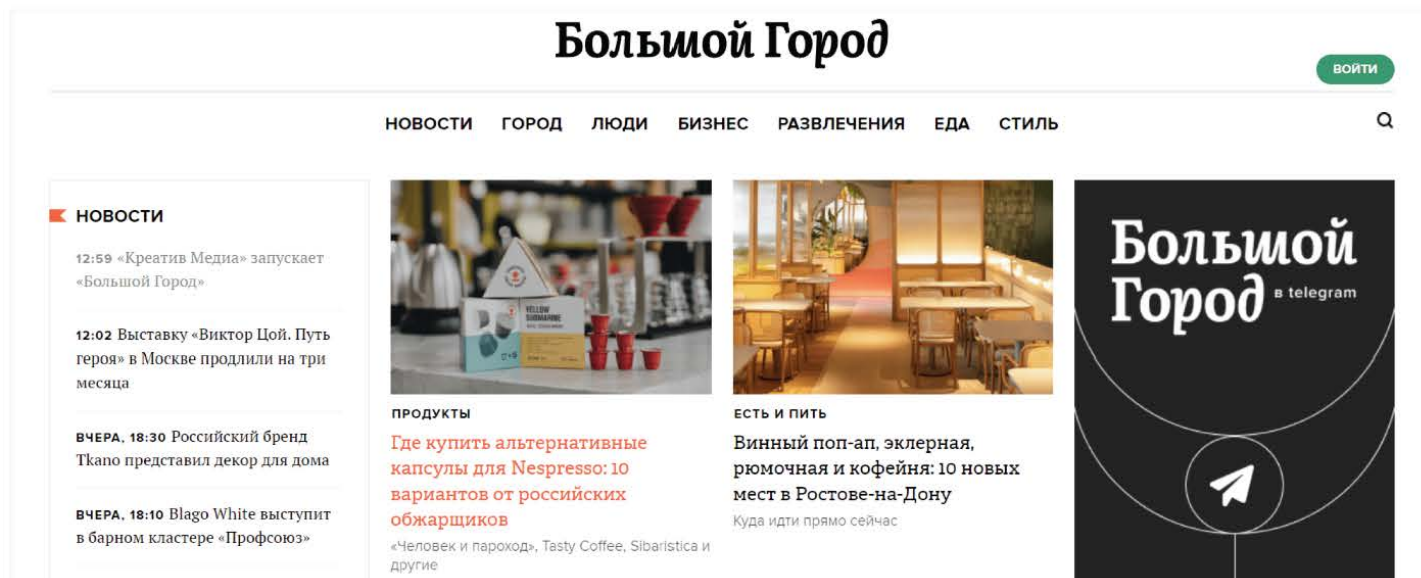 Большой Город
ВОЙТИ
НОВОСТИ ГОРОД ЛЮДИ БИЗНЕС РАЗВЛЕЧЕНИЯ ЕДА СТИЛЬ
НОВОСТИ
12:59 «Креатив Медиа» запускает
«Большой Город»
12:02 Выставку «Виктор Цой. Путь
героя» в Москве продлили на три
месяца
ВЧЕРА, 18:30 Российский бренд
Tkano представил декор для дома
ВЧЕРА, 18:10 Blago White выступит
в барном кластере «Профсоюз»
YELLOW
SUBMARINE
ПРОДУКТЫ
Где купить альтернативные
капсулы для Nespresso: 10
вариантов от российских
обжарщиков
«Человек и пароход», Tasty Coffee, Sibaristica и
другие
ЕСТЬ И ПИТЬ
Винный поп-ап, эклерная,
рюмочная и кофейня: 10 новых
мест в Ростове-на-Дону
Куда идти прямо сейчас
Большой
Город в telegram